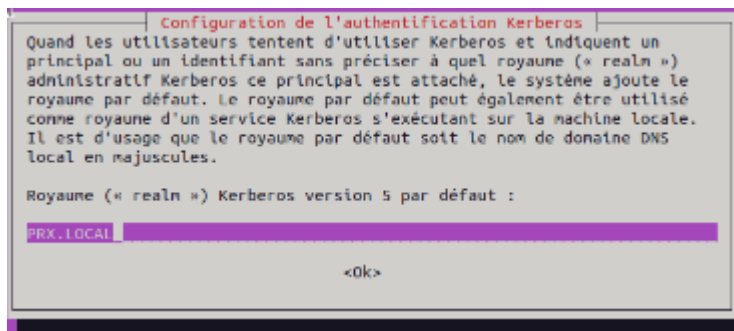 Configuration de l'authentification Kerberos
Quand les utilisateurs tentent d'utiliser Kerberos et indiquent un
principal ou un identifiant sans préciser à quel royaume (« realm »)
administratif Kerberos ce principal est attaché, le système ajoute le
royaume par défaut. Le royaume par défaut peut également être utilisé
comme royaume d'un service Kerberos s'exécutant sur la machine locale.
Il est d'usage que le royaume par défaut soit le nom de domaine DNS
local en majuscules.
Royaume (« realm ») Kerberos version 5 par défaut :
PRX.LOCAL
<Ok>